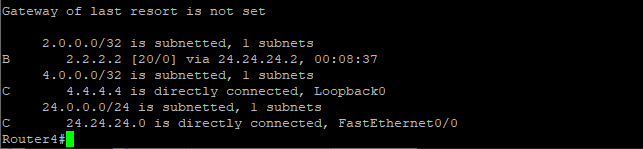 Gateway of last resort is not set
2.0.0.0/32 is subnetted, 1 subnets
B 2.2.2.2 [20/0] via 24.24.24.2, 00:08:37
4.0.0.0/32 is subnetted, 1 subnets
C 4.4.4.4 is directly connected, Loopback0
24.0.0.0/24 is subnetted, 1 subnets
C 24.24.24.0 is directly connected, FastEthernet0/0
Router4#